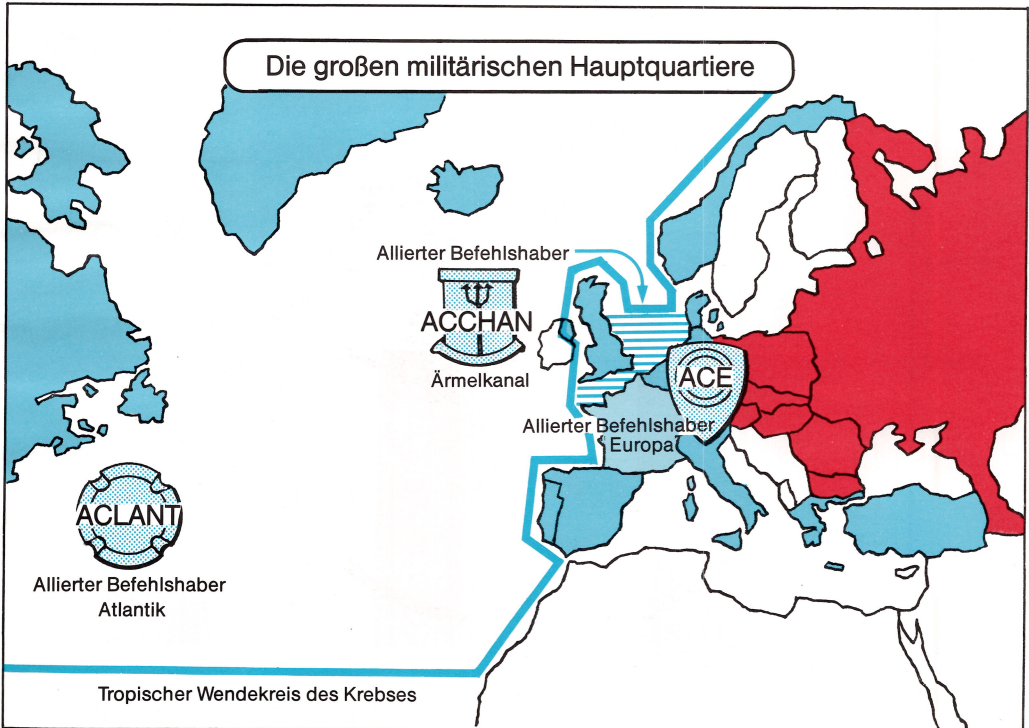 Die großen militärischen Hauptquartiere
Allierter Befehlshaber
ACCHAN
Ärmelkanal
ACE
Allierter Befehlshaber
Europa
ACLANT
Allierter Befehlshaber
Atlantik
Tropischer Wendekreis des Krebses